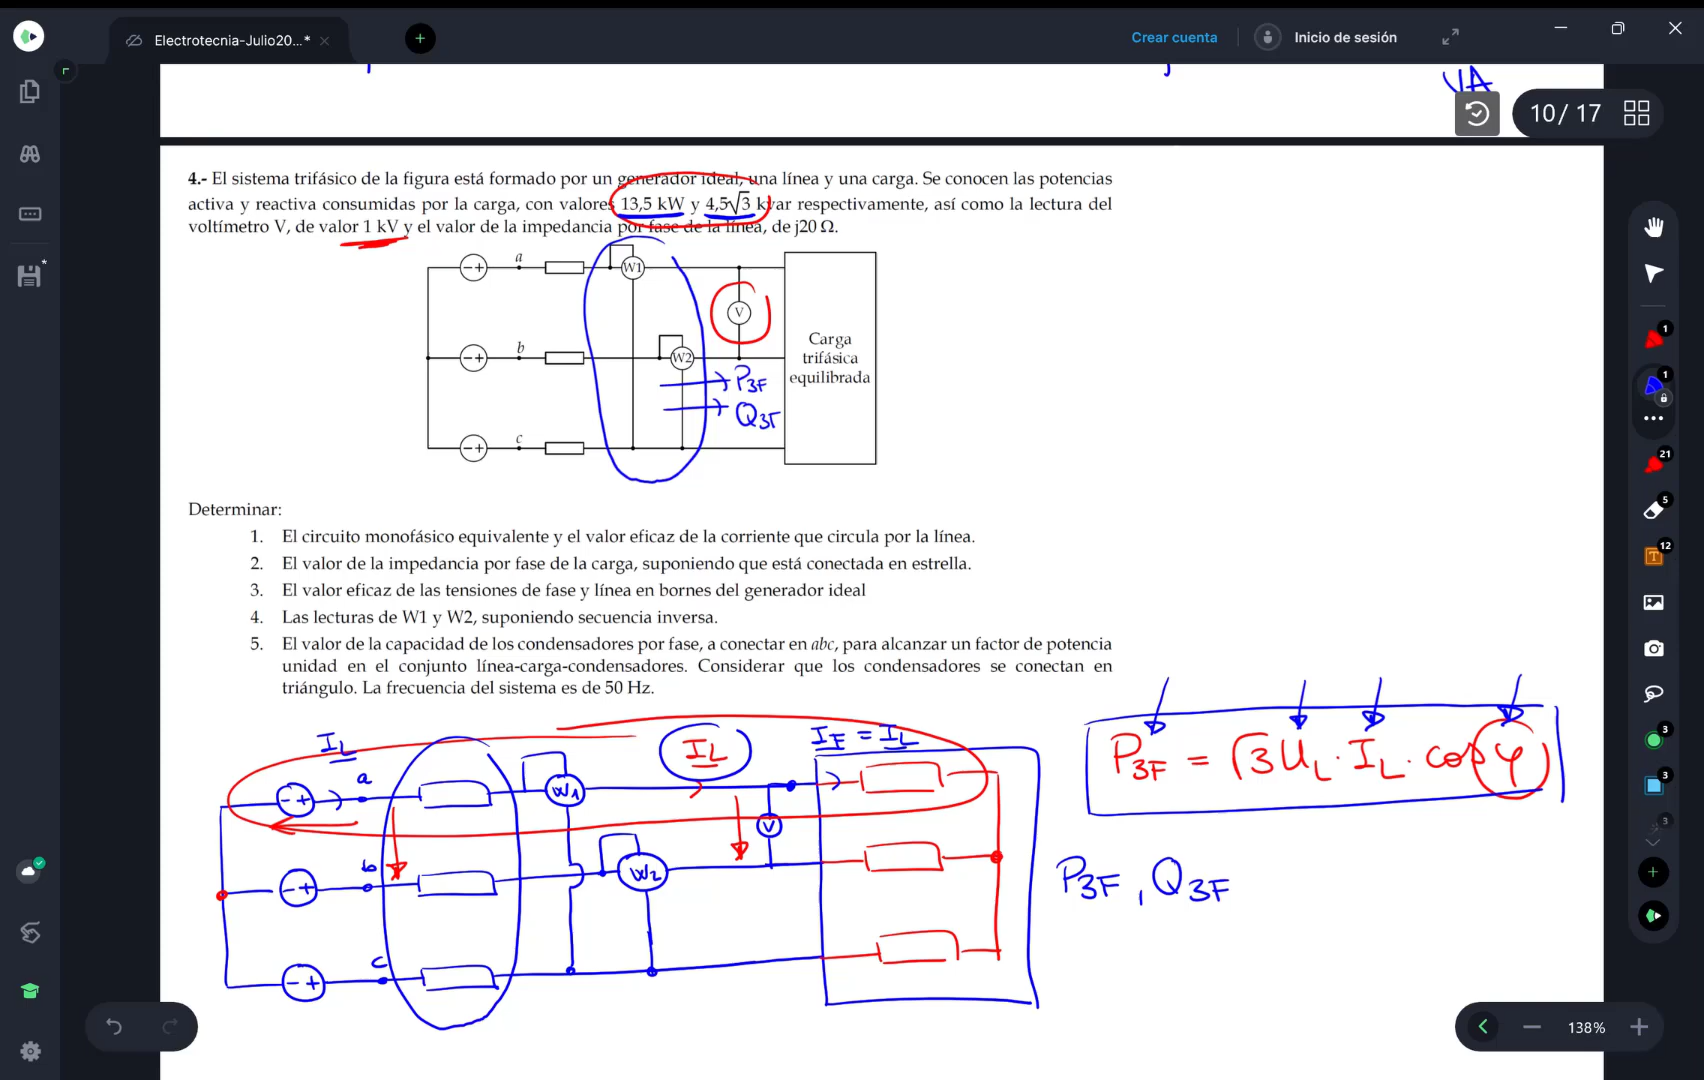 Electrotecnia-Julio20...*
Crear cuenta
Inicio de sesión
VA
10/ 17
4.- El sistema trifásico de la figura está formado por un generador ideal, una línea y una carga. Se conocen las potencias
activa y reactiva consumidas por la carga, con valores 13,5 kW y 4,5√3 kvar respectivamente, así como la lectura del
voltímetro V, de valor 1 kV y el valor de la impedancia por fase de la línea, de j20 Ω.
a
W1
V
b
W2
Carga
trifásica
equilibrada
P3F
Q3F
c
Determinar:
1. El circuito monofásico equivalente y el valor eficaz de la corriente que circula por la línea.
2. El valor de la impedancia por fase de la carga, suponiendo que está conectada en estrella.
3. El valor eficaz de las tensiones de fase y línea en bornes del generador ideal
4. Las lecturas de W1 y W2, suponiendo secuencia inversa.
5. El valor de la capacidad de los condensadores por fase, a conectar en abc, para alcanzar un factor de potencia
unidad en el conjunto línea-carga-condensadores. Considerar que los condensadores se conectan en
triángulo. La frecuencia del sistema es de 50 Hz.
IL
IL
IF = IL
P3F = √3 UL · IL · cos φ
a
W1
V
b
W2
P3F , Q3F
c
1
1
21
5
12
3
3
3
138%